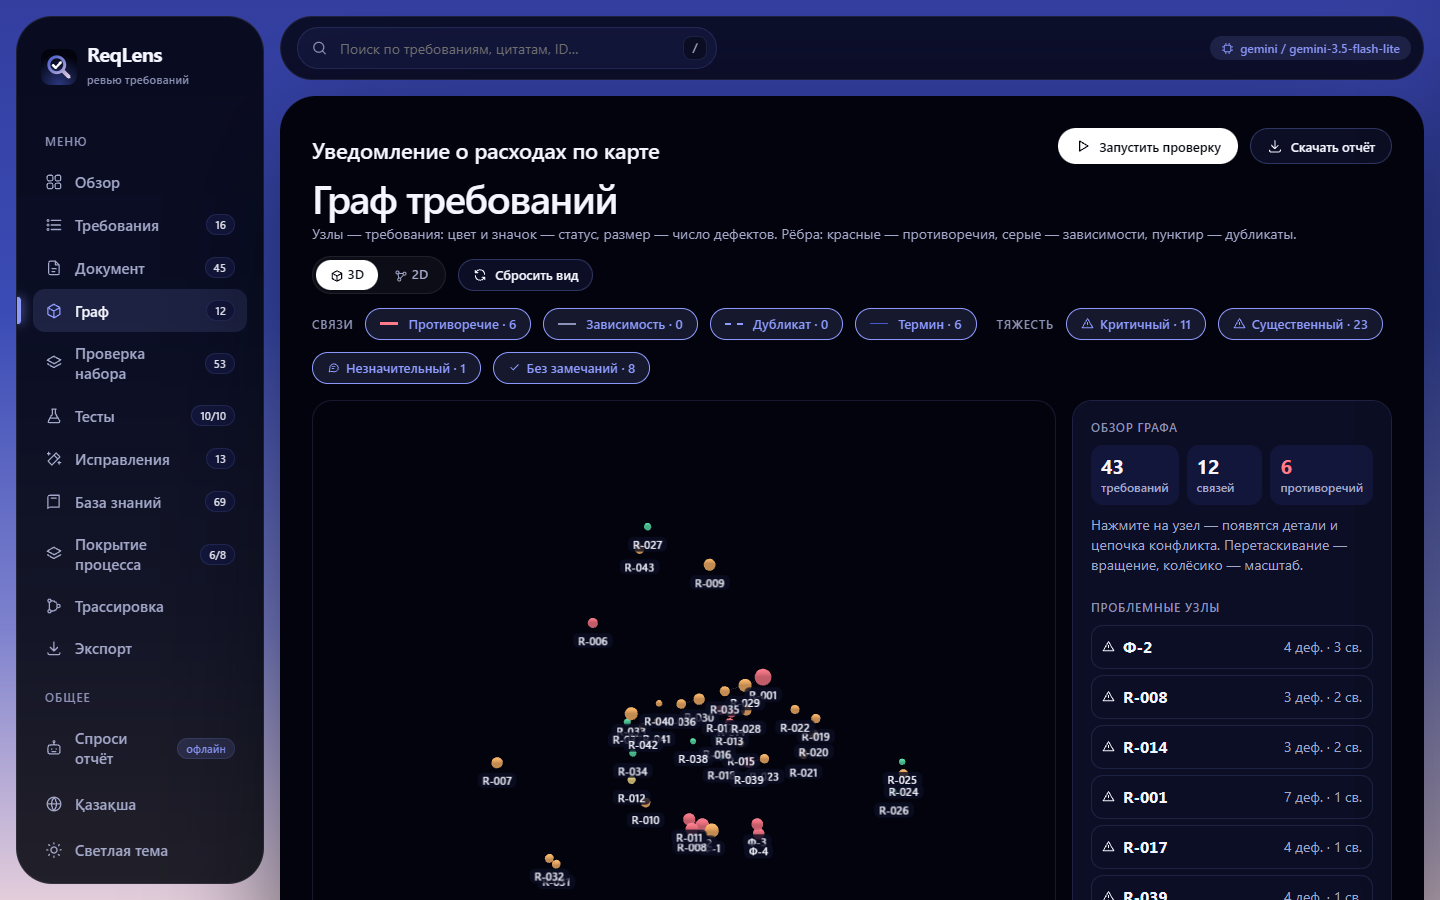 ReqLens
ревью требований
МЕНЮ
Обзор
Требования 16
Документ 45
Граф 12
Проверка
набора 53
Тесты 10/10
Исправления 13
База знаний 69
Покрытие
процесса 6/8
Трассировка
Экспорт
ОБЩЕЕ
Спроси
отчёт офлайн
Қазақша
Светлая тема
Поиск по требованиям, цитатам, ID... /
gemini / gemini-3.5-flash-lite
Уведомление о расходах по карте
Запустить проверку
Скачать отчёт
Граф требований
Узлы — требования: цвет и значок — статус, размер — число дефектов. Рёбра: красные — противоречия, серые — зависимости, пунктир — дубликаты.
3D 2D Сбросить вид
СВЯЗИ Противоречие · 6 Зависимость · 0 Дубликат · 0 Термин · 6 ТЯЖЕСТЬ Критичный · 11 Существенный · 23
Незначительный · 1 Без замечаний · 8
R-027
R-043
R-009
R-006
R-001
R-035
R-040
R-028
R-022
R-019
R-042
R-013
R-020
R-038
R-015
R-034
R-039
R-021
R-007
R-025
R-024
R-012
R-026
R-010
R-011
R-008
Ф-4
R-032
ОБЗОР ГРАФА
43 12 6
требований связей противоречий
Нажмите на узел — появятся детали и
цепочка конфликта. Перетаскивание —
вращение, колёсико — масштаб.
ПРОБЛЕМНЫЕ УЗЛЫ
Ф-2 4 деф. · 3 св.
R-008 3 деф. · 2 св.
R-014 3 деф. · 2 св.
R-001 7 деф. · 1 св.
R-017 4 деф. · 1 св.
R-039 4 деф. · 1 св.